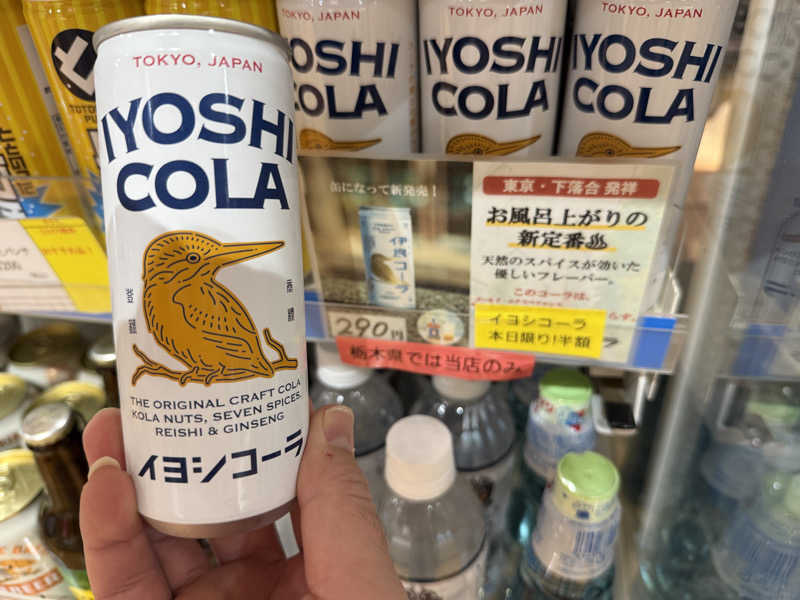 TOKYO, JAPAN
IYOSHI
COLA
THE ORIGINAL CRAFT COLA
KOLA NUTS, SEVEN SPICES,
REISHI & GINSENG
イヨシコーラ
TOKYO, JAPAN
IYOSHI
COLA
TOKYO, JAPAN
IYOSHI
COLA
TOKYO, JAPAN
IYOSHI
COLA
缶になって新発売!
伊良コーラ
290円
東京・下落合 発祥
お風呂上がりの
新定番♨
天然のスパイスが効いた
優しいフレーバー。
このコーラは、
イヨシコーラ
本日限り!半額
栃木県では当店のみ